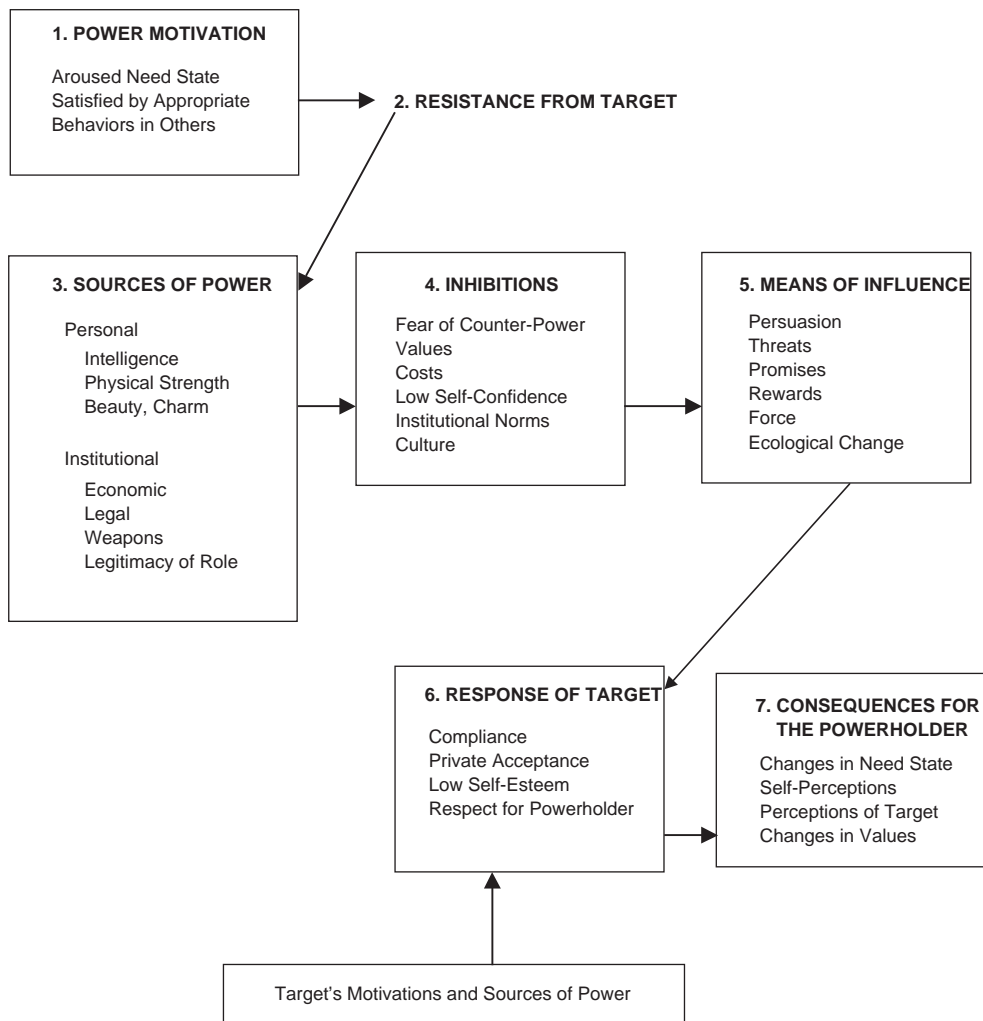 1. POWER MOTIVATION
Aroused Need State
Satisfied by Appropriate
Behaviors in Others
2. RESISTANCE FROM TARGET
3. SOURCES OF POWER
Personal
Intelligence
Physical Strength
Beauty, Charm
Institutional
Economic
Legal
Weapons
Legitimacy of Role
4. INHIBITIONS
Fear of Counter-Power
Values
Costs
Low Self-Confidence
Institutional Norms
Culture
5. MEANS OF INFLUENCE
Persuasion
Threats
Promises
Rewards
Force
Ecological Change
6. RESPONSE OF TARGET
Compliance
Private Acceptance
Low Self-Esteem
Respect for Powerholder
7. CONSEQUENCES FOR
THE POWERHOLDER
Changes in Need State
Self-Perceptions
Perceptions of Target
Changes in Values
Target’s Motivations and Sources of Power